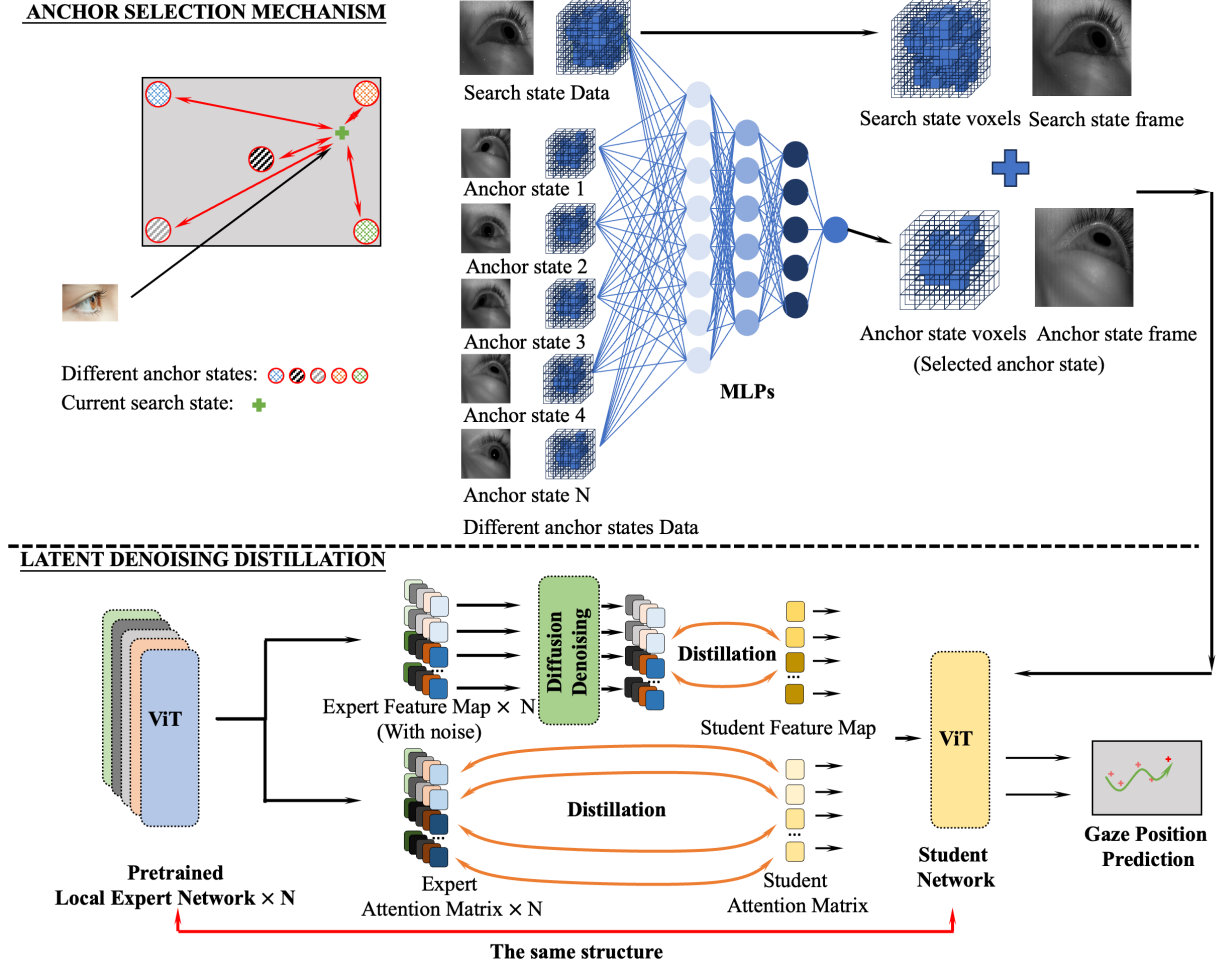 ANCHOR SELECTION MECHANISM
Search state Data
Anchor state 1
Anchor state 2
Anchor state 3
Anchor state 4
Anchor state N
Different anchor states Data
MLPs
Search state voxels
Search state frame
Anchor state voxels
(Selected anchor state)
Anchor state frame
Different anchor states:
Current search state:
LATENT DENOISING DISTILLATION
ViT
Pretrained
Local Expert Network × N
...
Expert Feature Map × N
(With noise)
Diffusion
Denoising
...
Distillation
...
Student Feature Map
...
Expert
Attention Matrix × N
Distillation
...
Student
Attention Matrix
ViT
Student
Network
Gaze Position
Prediction
The same structure